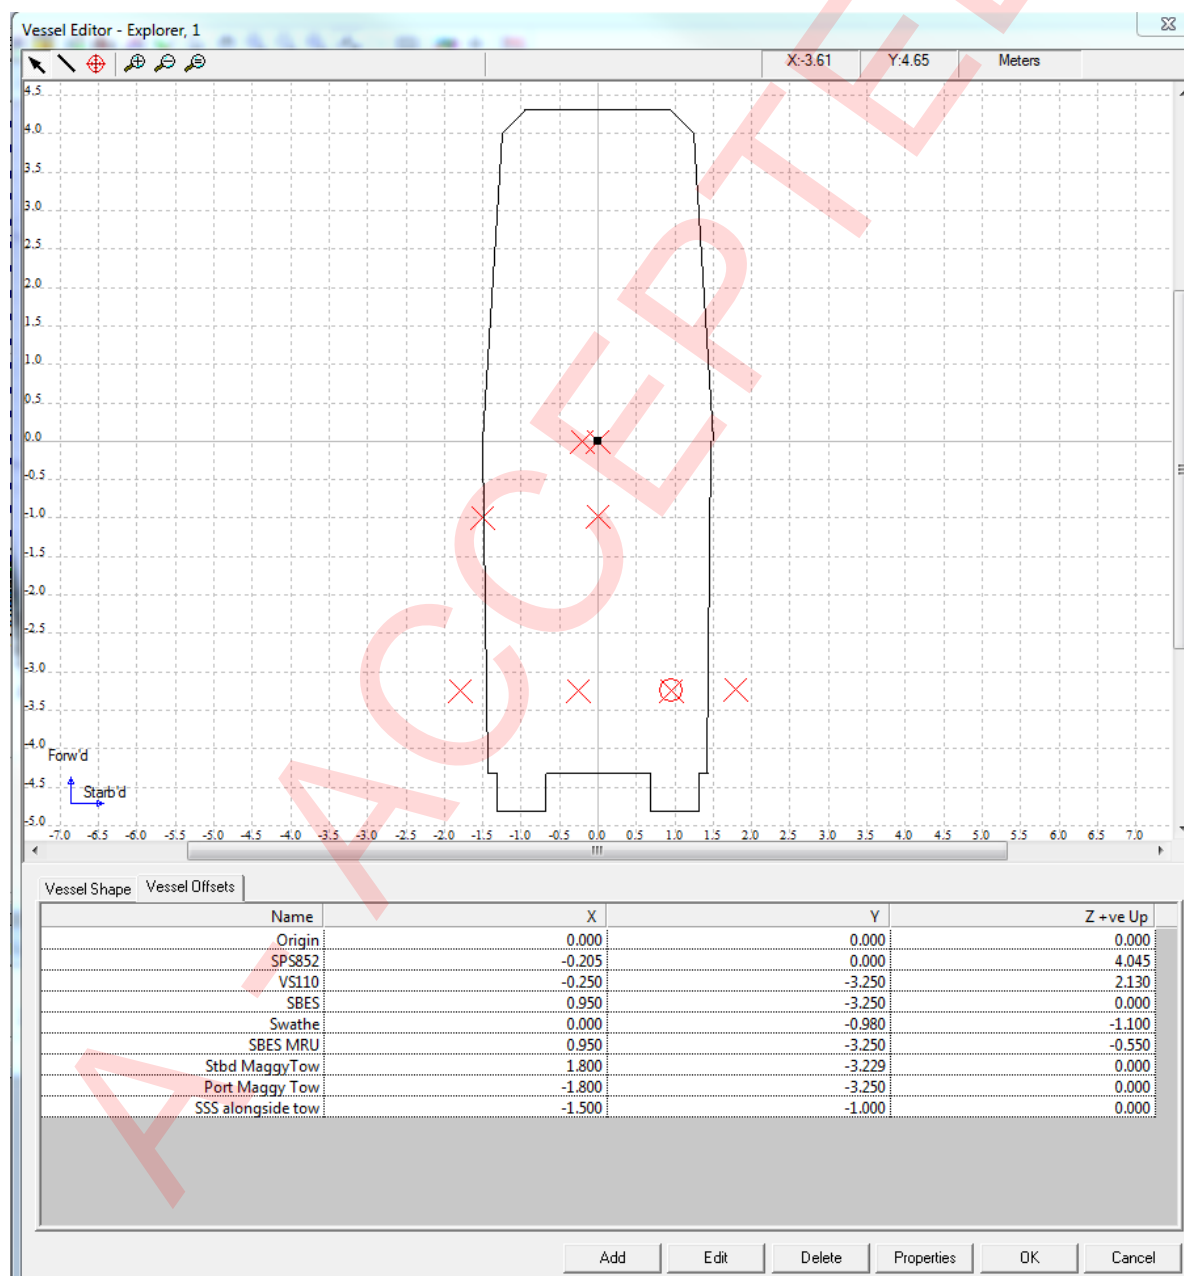 Vessel Editor - Explorer, 1
X:-3.61 Y:4.65 Meters
4.5
4.0
3.5
3.0
2.5
2.0
1.5
1.0
0.5
0.0
-0.5
-1.0
-1.5
-2.0
-2.5
-3.0
-3.5
-4.0
Forw'd
-4.5
Starb'd
-5.0
-7.0 -6.5 -6.0 -5.5 -5.0 -4.5 -4.0 -3.5 -3.0 -2.5 -2.0 -1.5 -1.0 -0.5 0.0 0.5 1.0 1.5 2.0 2.5 3.0 3.5 4.0 4.5 5.0 5.5 6.0 6.5 7.0
Vessel Shape Vessel Offsets
Name X Y Z +ve Up
Origin 0.000 0.000 0.000
SPS852 -0.205 0.000 4.045
VS110 -0.250 -3.250 2.130
SBES 0.950 -3.250 0.000
Swathe 0.000 -0.980 -1.100
SBES MRU 0.950 -3.250 -0.550
Stbd MaggyTow 1.800 -3.229 0.000
Port Maggy Tow -1.800 -3.250 0.000
SSS alongside tow -1.500 -1.000 0.000
Add Edit Delete Properties OK Cancel
A - ACCEPTE